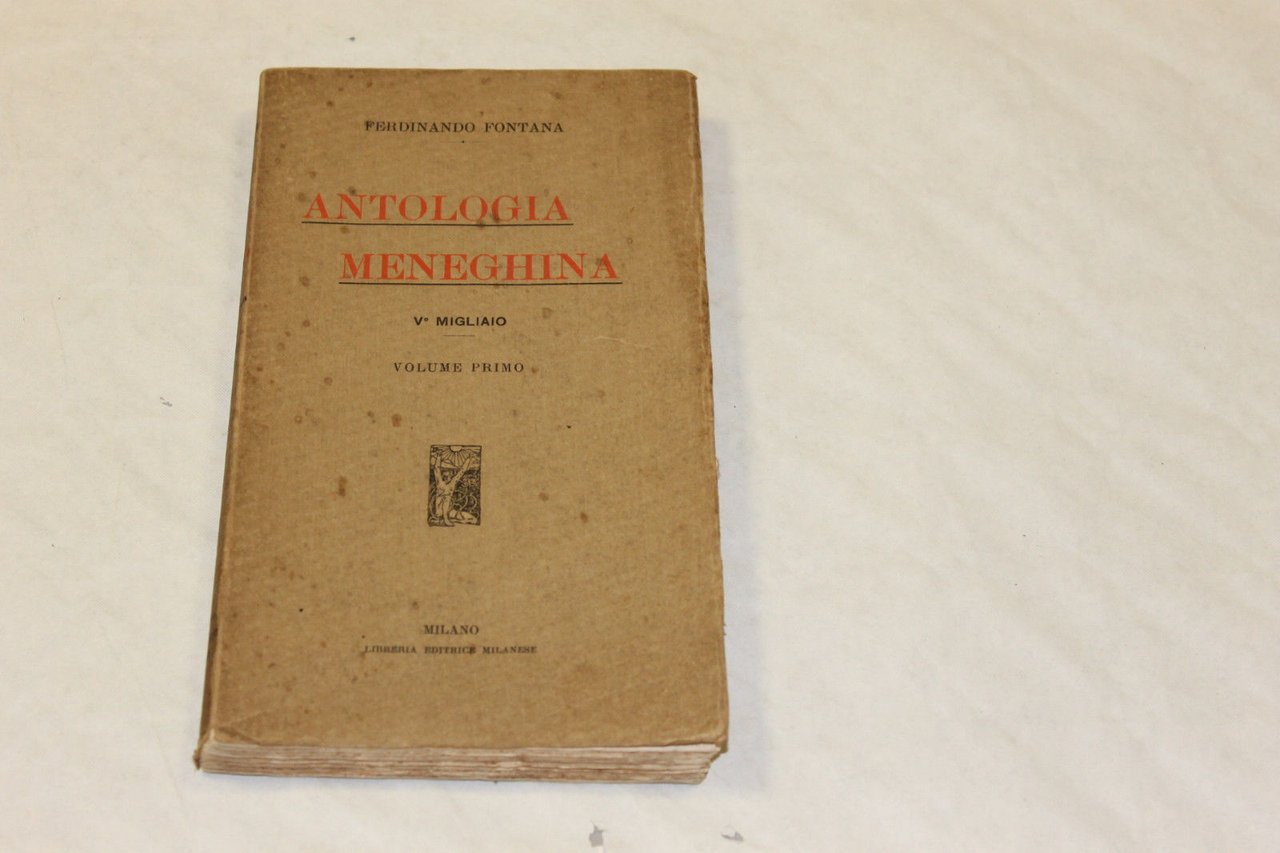 FERDINANDO FONTANA
ANTOLOGIA
MENEGHINA
V° MIGLIAIO
VOLUME PRIMO
MILANO
LIBRERIA EDITRICE MILANESE